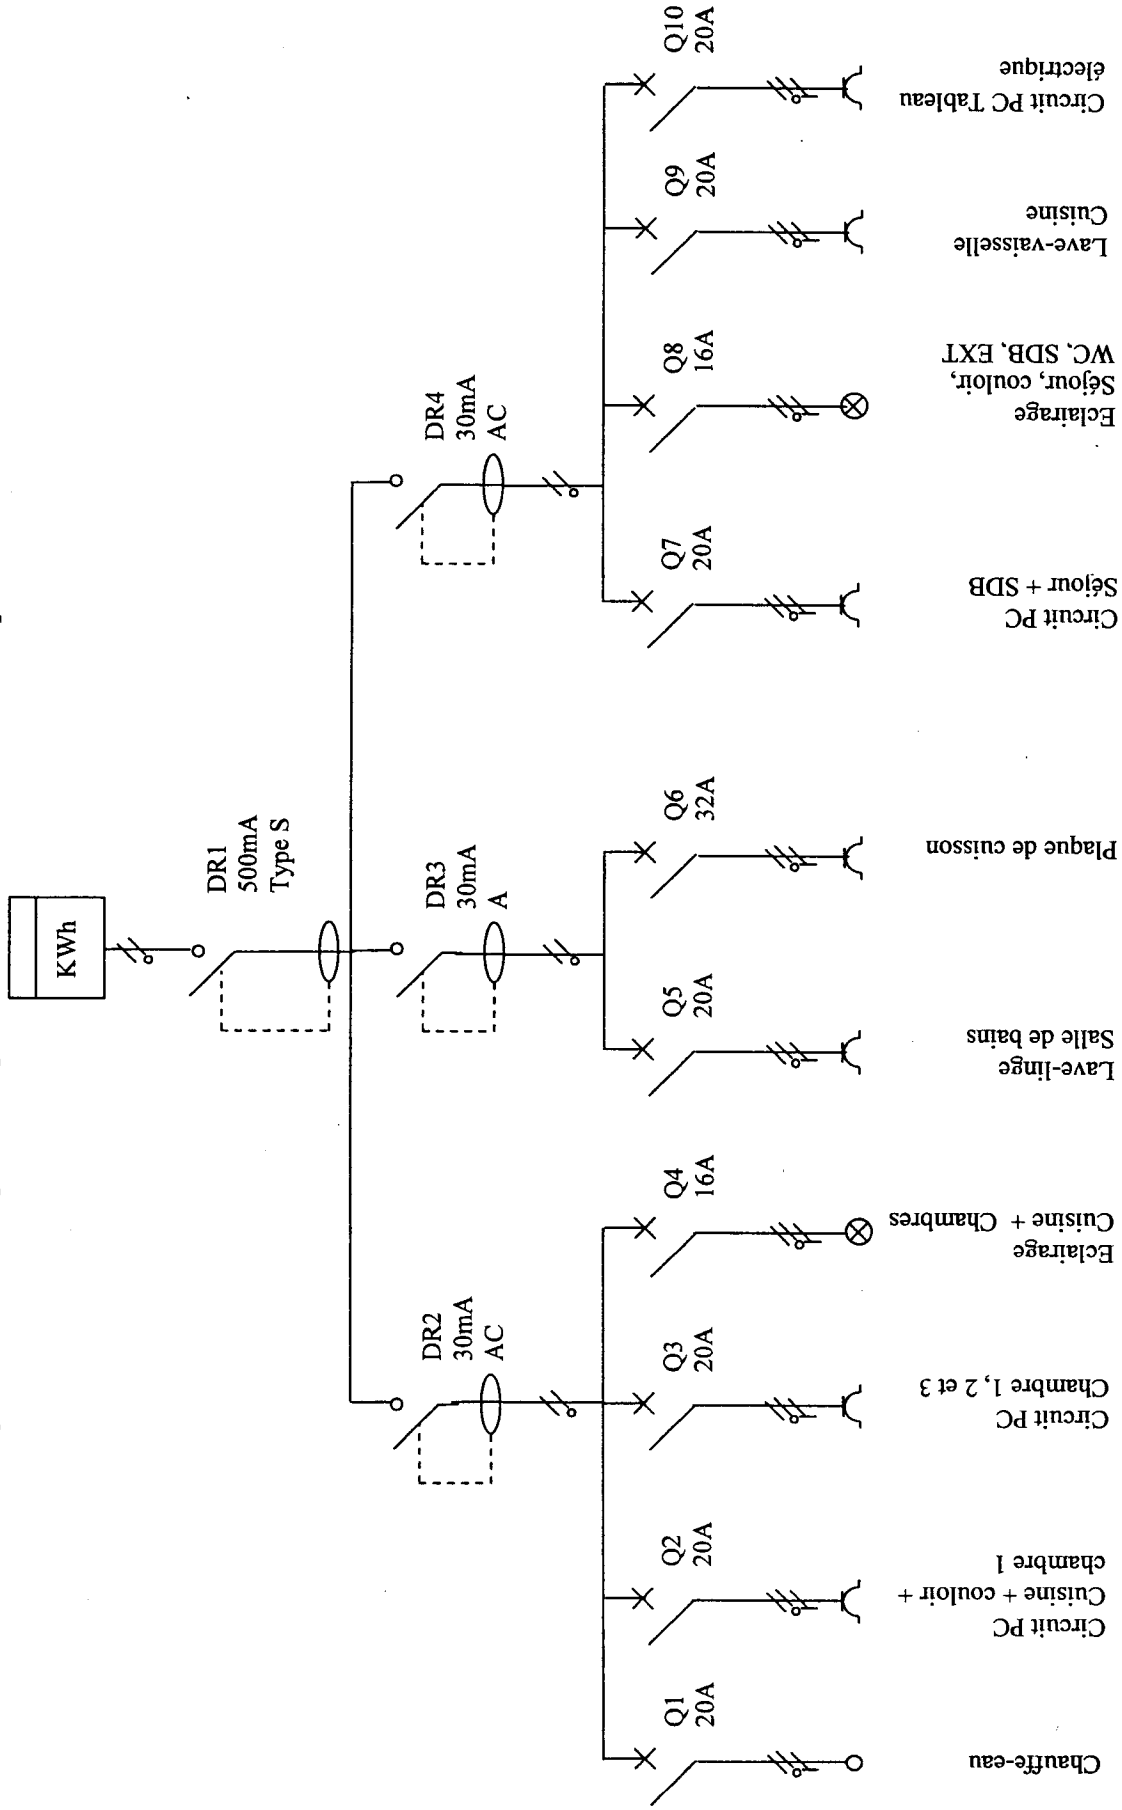 KWh
DR1
500mA
Type S
DR2
30mA
AC
DR3
30mA
A
DR4
30mA
AC
Q1
20A
Q2
20A
Q3
20A
Q4
16A
Q5
20A
Q6
32A
Q7
20A
Q8
16A
Q9
20A
Q10
20A
Chauffe-eau
Circuit PC
Cuisine + couloir +
chambre 1
Circuit PC
Chambre 1, 2 et 3
Eclairage
Cuisine + Chambres
Lave-linge
Salle de bains
Plaque de cuisson
Circuit PC
Séjour + SDB
Eclairage
Séjour, couloir,
WC, SDB, EXT
Lave-vaisselle
Cuisine
Circuit PC Tableau
électrique